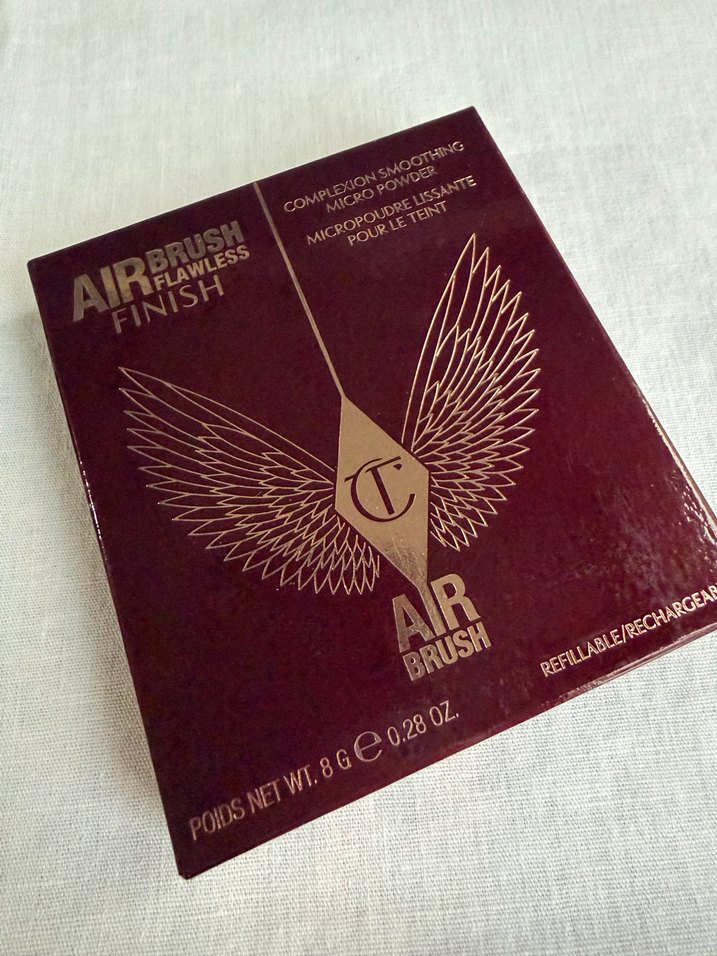 AIRBRUSH
FLAWLESS
FINISH
COMPLEXION SMOOTHING
MICRO POWDER
MICROPOUDRE LISSANTE
POUR LE TEINT
CT
AIR
BRUSH
REFILLABLE/RECHARGEAB
POIDS NET WT. 8 G ℮ 0.28 OZ.